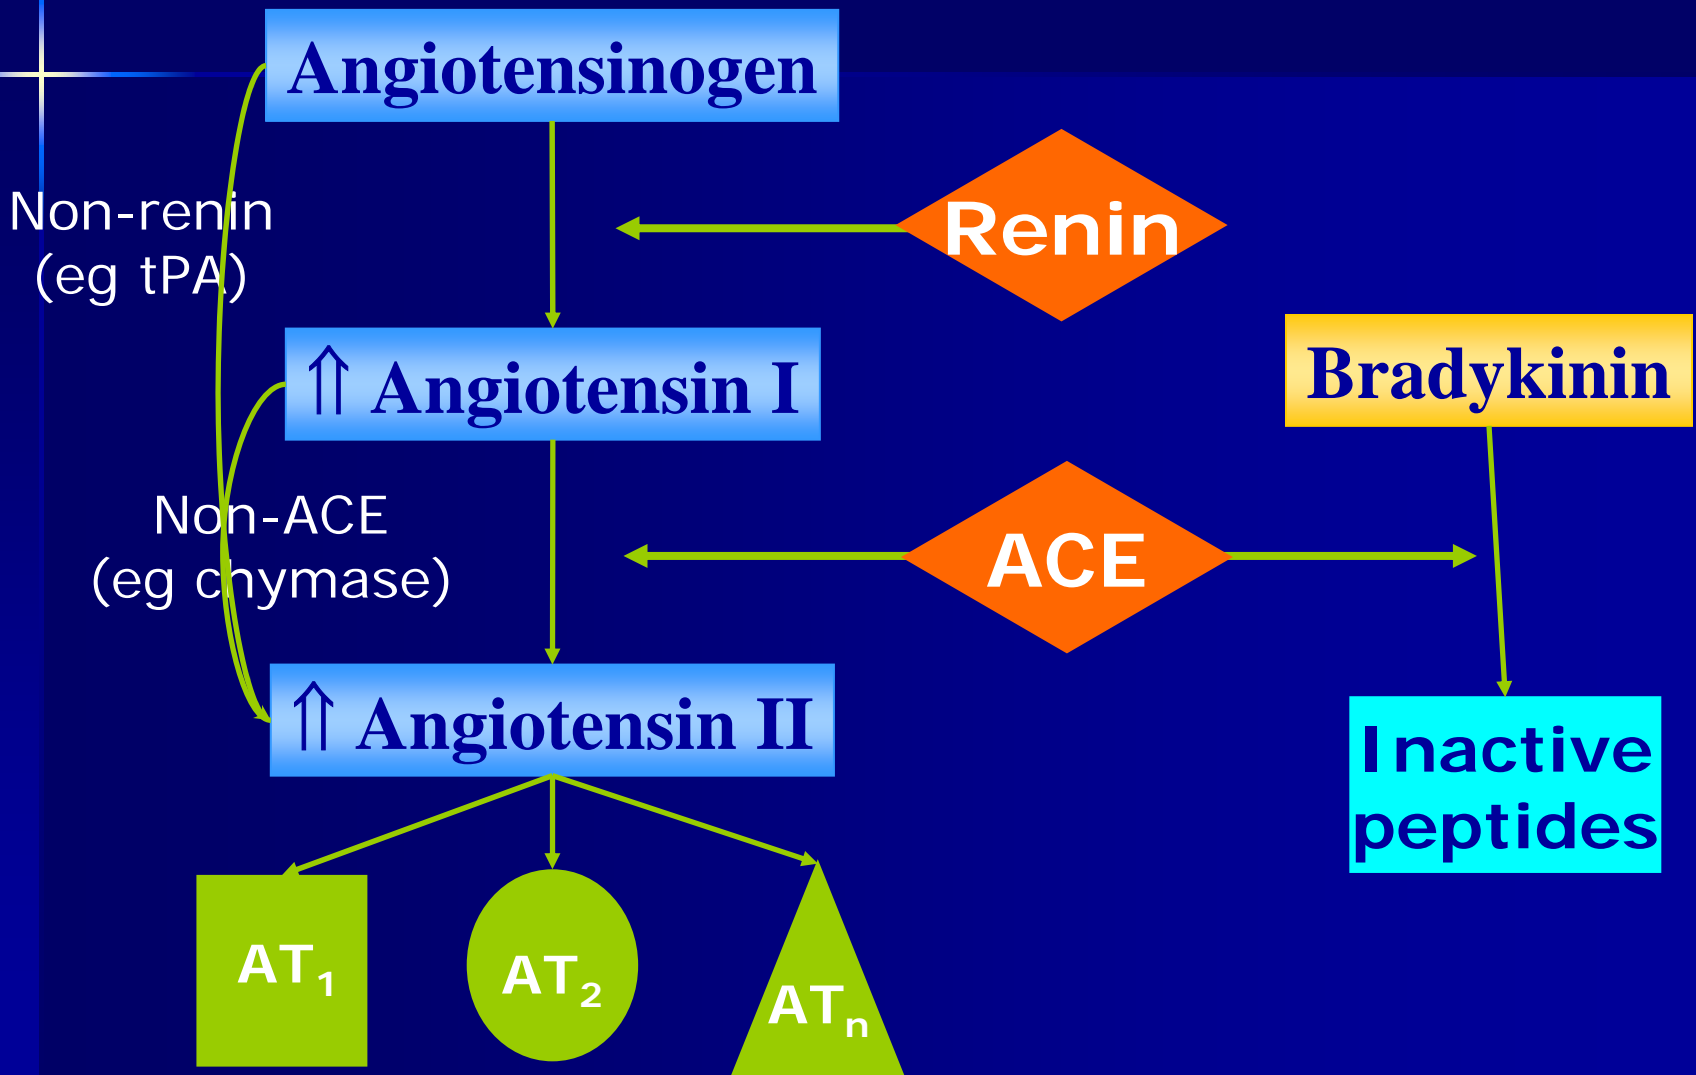 Angiotensinogen
Non-renin
(eg tPA)
Renin
⇑ Angiotensin I
Bradykinin
Non-ACE
(eg chymase)
ACE
⇑ Angiotensin II
Inactive
peptides
AT₁
AT₂
ATₙ